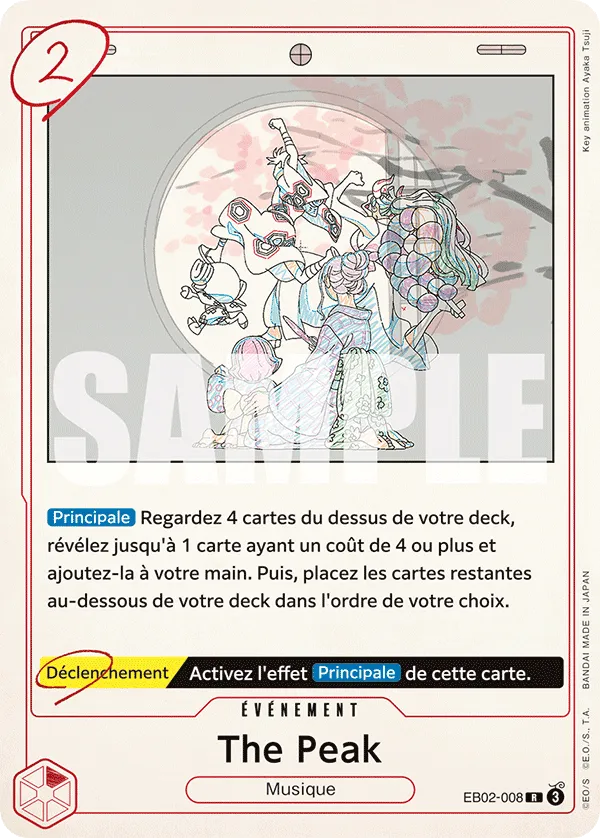 2
Key animation Ayaka Tsuji
SAMPLE
Principale Regardez 4 cartes du dessus de votre deck,
révélez jusqu'à 1 carte ayant un coût de 4 ou plus et
ajoutez-la à votre main. Puis, placez les cartes restantes
au-dessous de votre deck dans l'ordre de votre choix.
Déclenchement Activez l'effet Principale de cette carte.
ÉVÉNEMENT
The Peak
Musique
EB02-008 R 3
©EO/S ©E.O./S., T.A. BANDAI MADE IN JAPAN